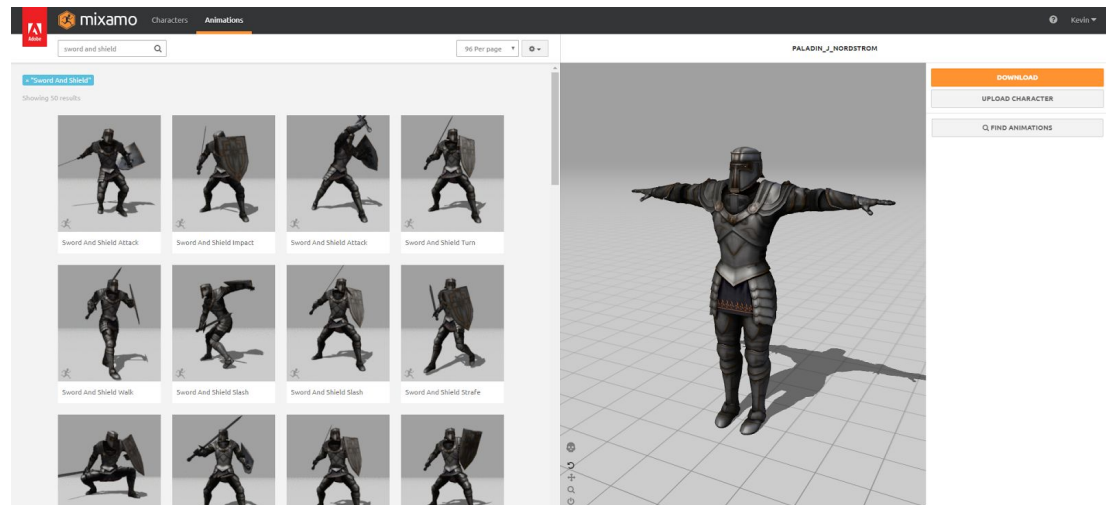 Adobe
mixamo Characters Animations Kevin
sword and shield 96 Per page
PALADIN_J_NORDSTROM
× "Sword And Shield"
Showing 50 results
DOWNLOAD
UPLOAD CHARACTER
FIND ANIMATIONS
Sword And Shield Attack Sword And Shield Impact Sword And Shield Attack Sword And Shield Turn
Sword And Shield Walk Sword And Shield Slash Sword And Shield Slash Sword And Shield Strafe